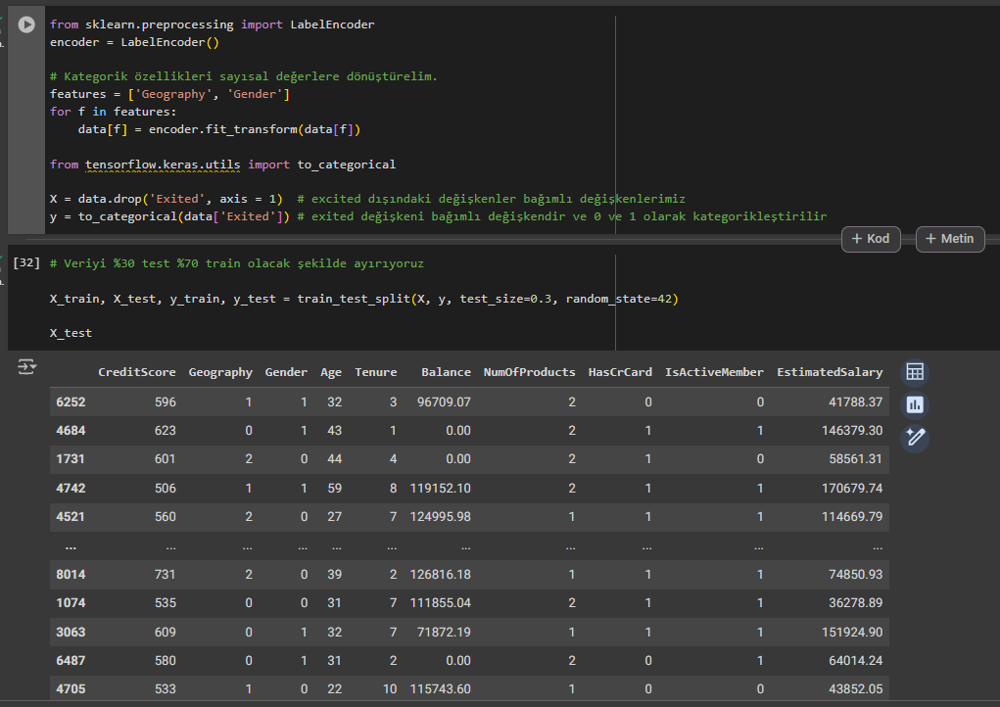 from sklearn.preprocessing import LabelEncoder
encoder = LabelEncoder()
# Kategorik özellikleri sayısal değerlere dönüştürelim.
features = ['Geography', 'Gender']
for f in features:
    data[f] = encoder.fit_transform(data[f])
from tensorflow.keras.utils import to_categorical
X = data.drop('Exited', axis = 1)  # excited dışındaki değişkenler bağımlı değişkenlerimiz
y = to_categorical(data['Exited']) # exited değişkeni bağımlı değişkendir ve 0 ve 1 olarak kategorikleştirilir
+ Kod + Metin
[32] # Veriyi %30 test %70 train olacak şekilde ayırıyoruz
X_train, X_test, y_train, y_test = train_test_split(X, y, test_size=0.3, random_state=42)
X_test
CreditScore Geography Gender Age Tenure Balance NumOfProducts HasCrCard IsActiveMember EstimatedSalary
6252 596 1 1 32 3 96709.07 2 0 0 41788.37
4684 623 0 1 43 1 0.00 2 1 1 146379.30
1731 601 2 0 44 4 0.00 2 1 0 58561.31
4742 506 1 1 59 8 119152.10 2 1 1 170679.74
4521 560 2 0 27 7 124995.98 1 1 1 114669.79
... ... ... ... ... ... ... ... ... ... ...
8014 731 2 0 39 2 126816.18 1 1 1 74850.93
1074 535 0 0 31 7 111855.04 2 1 1 36278.89
3063 609 0 1 32 7 71872.19 1 1 1 151924.90
6487 580 0 1 31 2 0.00 2 0 1 64014.24
4705 533 1 0 22 10 115743.60 1 0 0 43852.05